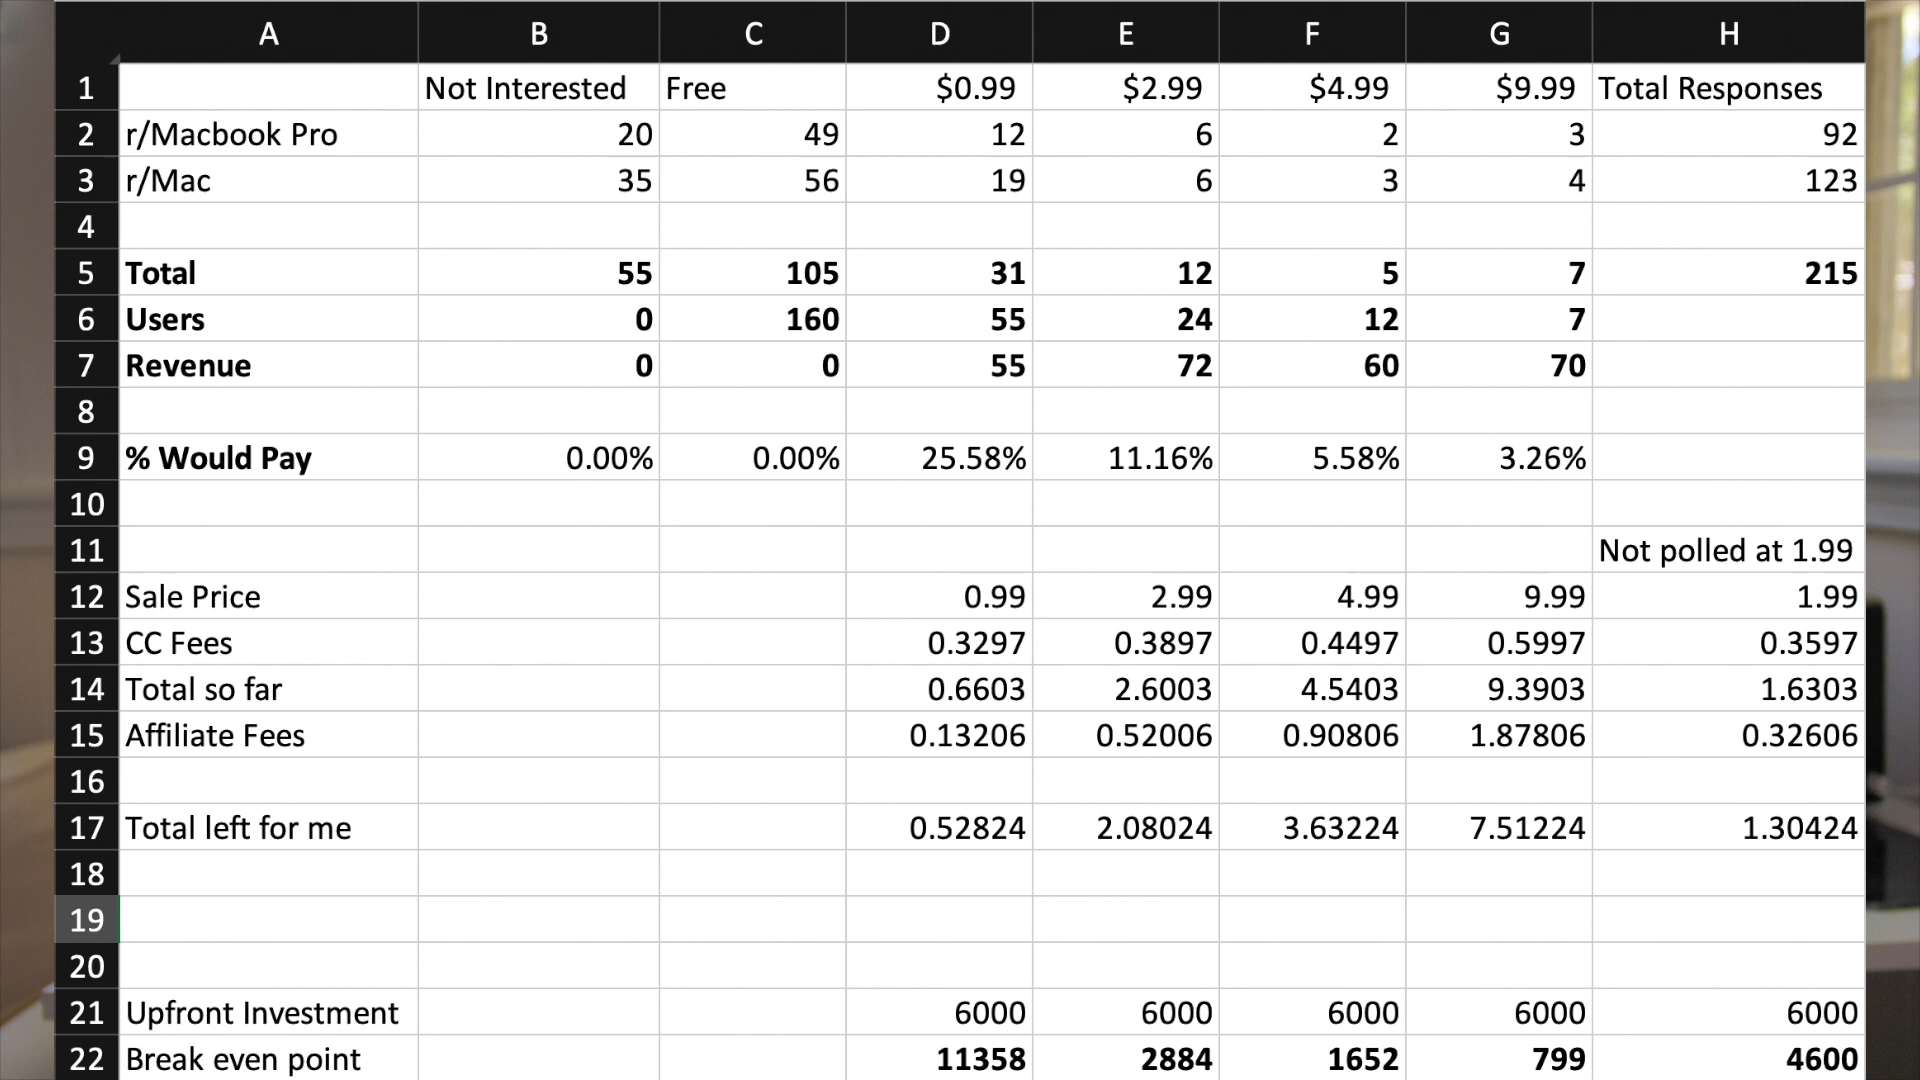 A B C D E F G H
1 Not Interested Free $0.99 $2.99 $4.99 $9.99 Total Responses
2 r/Macbook Pro 20 49 12 6 2 3 92
3 r/Mac 35 56 19 6 3 4 123
4
5 Total 55 105 31 12 5 7 215
6 Users 0 160 55 24 12 7
7 Revenue 0 0 55 72 60 70
8
9 % Would Pay 0.00% 0.00% 25.58% 11.16% 5.58% 3.26%
10
11 Not polled at 1.99
12 Sale Price 0.99 2.99 4.99 9.99 1.99
13 CC Fees 0.3297 0.3897 0.4497 0.5997 0.3597
14 Total so far 0.6603 2.6003 4.5403 9.3903 1.6303
15 Affiliate Fees 0.13206 0.52006 0.90806 1.87806 0.32606
16
17 Total left for me 0.52824 2.08024 3.63224 7.51224 1.30424
18
19
20
21 Upfront Investment 6000 6000 6000 6000 6000
22 Break even point 11358 2884 1652 799 4600